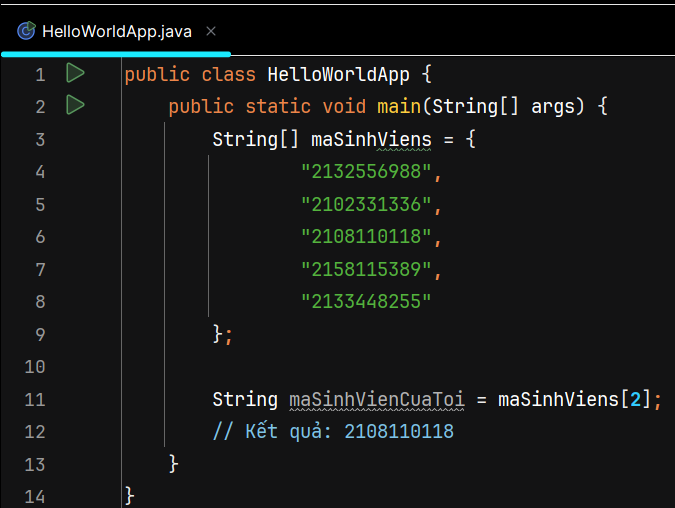 HelloWorldApp.java ×
1 public class HelloWorldApp {
2 public static void main(String[] args) {
3 String[] maSinhViens = {
4 "2132556988",
5 "2102331336",
6 "2108110118",
7 "2158115389",
8 "2133448255"
9 };
10
11 String maSinhVienCuaToi = maSinhViens[2];
12 // Kết quả: 2108110118
13 }
14 }